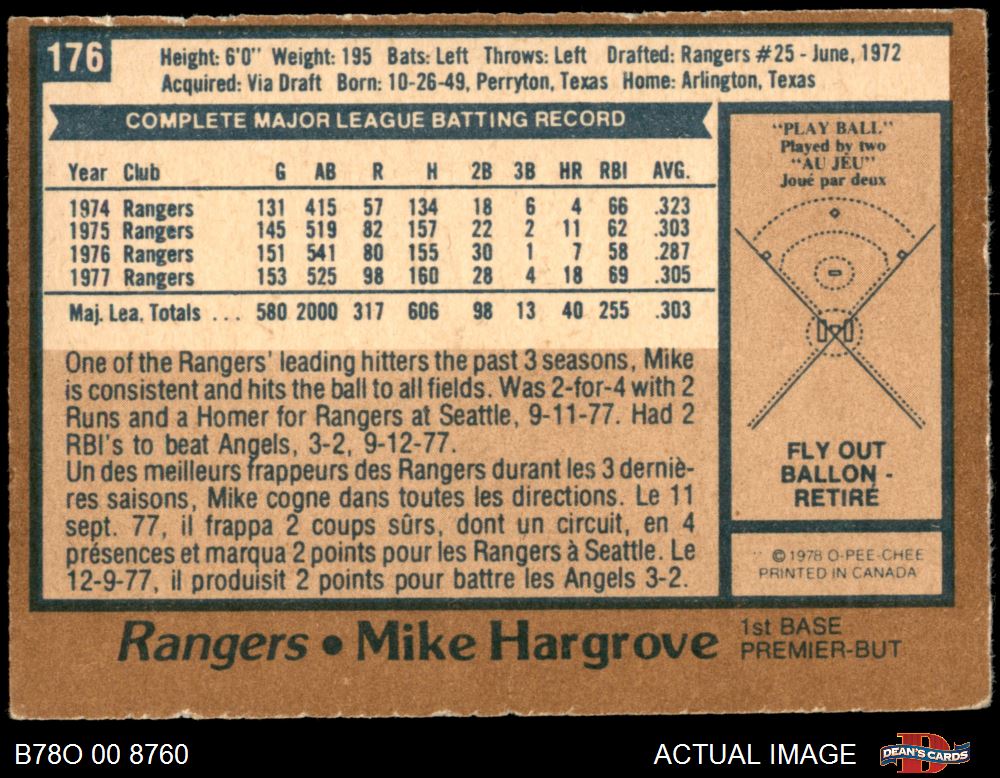 176
Height: 6'0" Weight: 195 Bats: Left Throws: Left Drafted: Rangers #25 - June, 1972
Acquired: Via Draft Born: 10-26-49, Perryton, Texas Home: Arlington, Texas
COMPLETE MAJOR LEAGUE BATTING RECORD
Year Club G AB R H 2B 3B HR RBI AVG.
1974 Rangers 131 415 57 134 18 6 4 66 .323
1975 Rangers 145 519 82 157 22 2 11 62 .303
1976 Rangers 151 541 80 155 30 1 7 58 .287
1977 Rangers 153 525 98 160 28 4 18 69 .305
Maj. Lea. Totals ... 580 2000 317 606 98 13 40 255 .303
One of the Rangers' leading hitters the past 3 seasons, Mike
is consistent and hits the ball to all fields. Was 2-for-4 with 2
Runs and a Homer for Rangers at Seattle, 9-11-77. Had 2
RBI's to beat Angels, 3-2, 9-12-77.
Un des meilleurs frappeurs des Rangers durant les 3 derniè-
res saisons, Mike cogne dans toutes les directions. Le 11
sept. 77, il frappa 2 coups sûrs, dont un circuit, en 4
présences et marqua 2 points pour les Rangers à Seattle. Le
12-9-77, il produisit 2 points pour battre les Angels 3-2.
"PLAY BALL"
Played by two
"AU JEU"
Joué par deux
FLY OUT
BALLON -
RETIRÉ
© 1978 O-PEE-CHEE
PRINTED IN CANADA
Rangers • Mike Hargrove
1st BASE
PREMIER-BUT
B78O 00 8760
ACTUAL IMAGE
DEAN'S CARDS